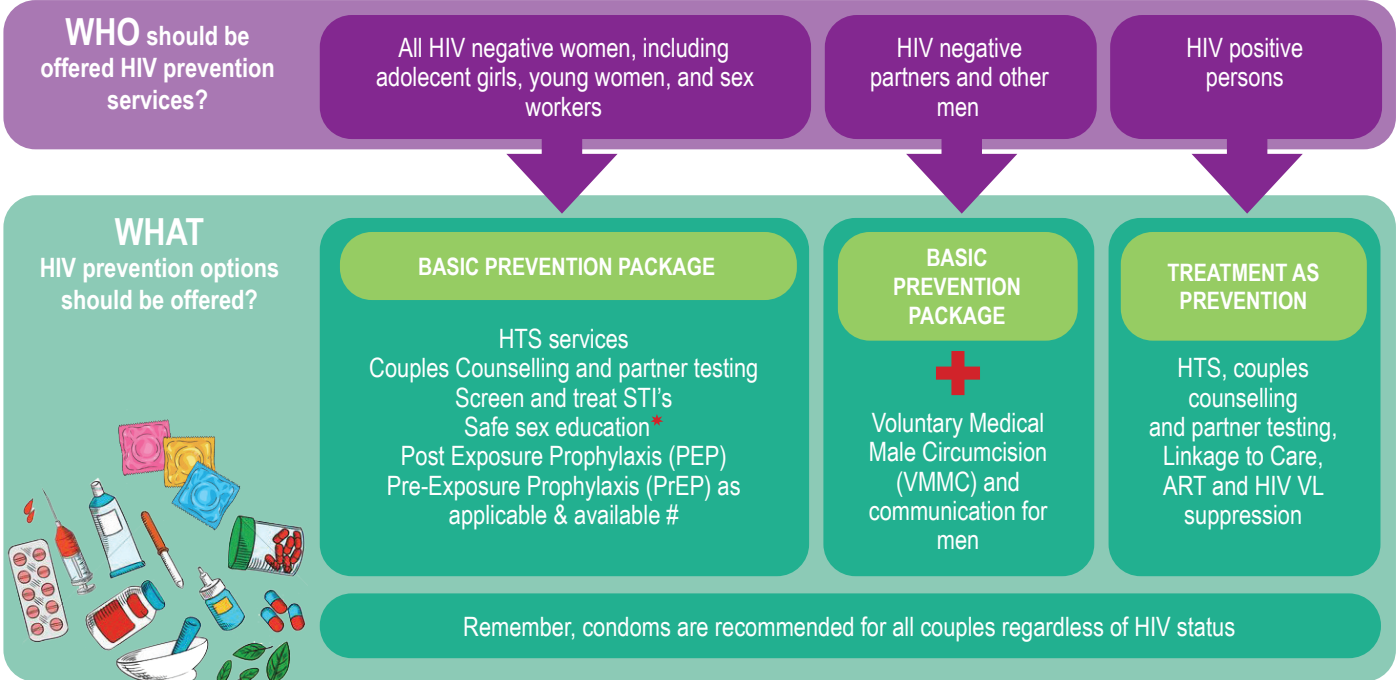 WHO should be
offered HIV prevention
services?
All HIV negative women, including
adolecent girls, young women, and sex
workers
HIV negative
partners and other
men
HIV positive
persons
WHAT
HIV prevention options
should be offered?
BASIC PREVENTION PACKAGE
HTS services
Couples Counselling and partner testing
Screen and treat STI's
Safe sex education*
Post Exposure Prophylaxis (PEP)
Pre-Exposure Prophylaxis (PrEP) as
applicable & available #
BASIC
PREVENTION
PACKAGE
Voluntary Medical
Male Circumcision
(VMMC) and
communication for
men
TREATMENT AS
PREVENTION
HTS, couples
counselling
and partner testing,
Linkage to Care,
ART and HIV VL
suppression
Remember, condoms are recommended for all couples regardless of HIV status